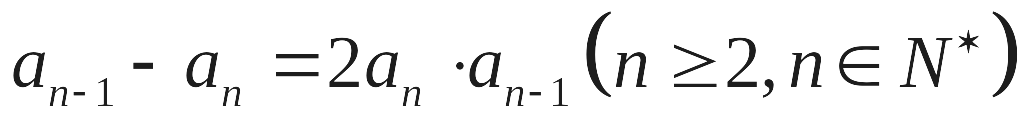 aₙ₋₁ - aₙ =2aₙ ·aₙ₋₁ (n ≥2, n∈ N*)